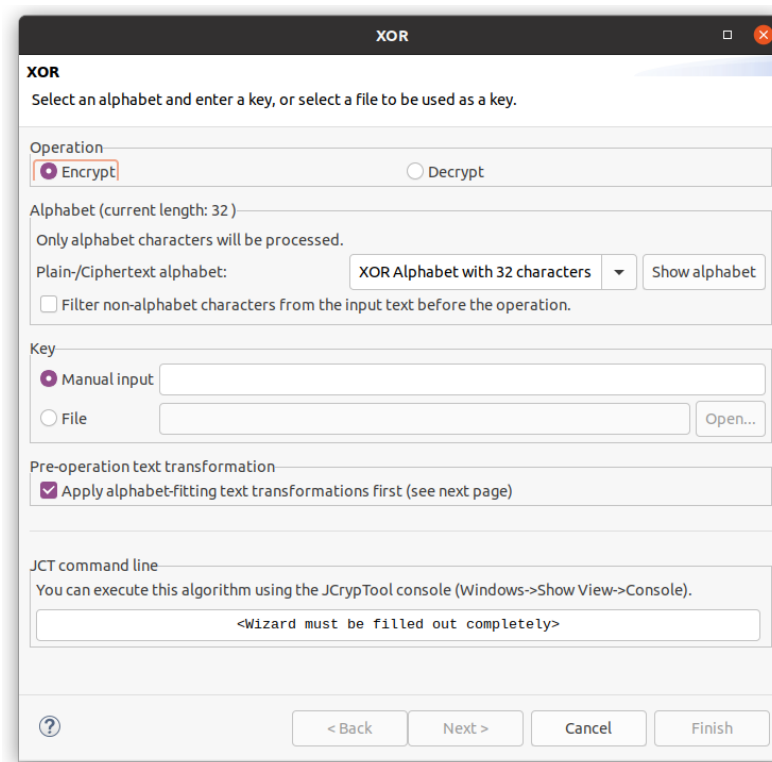 XOR
XOR
Select an alphabet and enter a key, or select a file to be used as a key.
Operation
Encrypt Decrypt
Alphabet (current length: 32 )
Only alphabet characters will be processed.
Plain-/Ciphertext alphabet: XOR Alphabet with 32 characters Show alphabet
Filter non-alphabet characters from the input text before the operation.
Key
Manual input
File Open...
Pre-operation text transformation
Apply alphabet-fitting text transformations first (see next page)
JCT command line
You can execute this algorithm using the JCrypTool console (Windows->Show View->Console).
<Wizard must be filled out completely>
? < Back Next > Cancel Finish